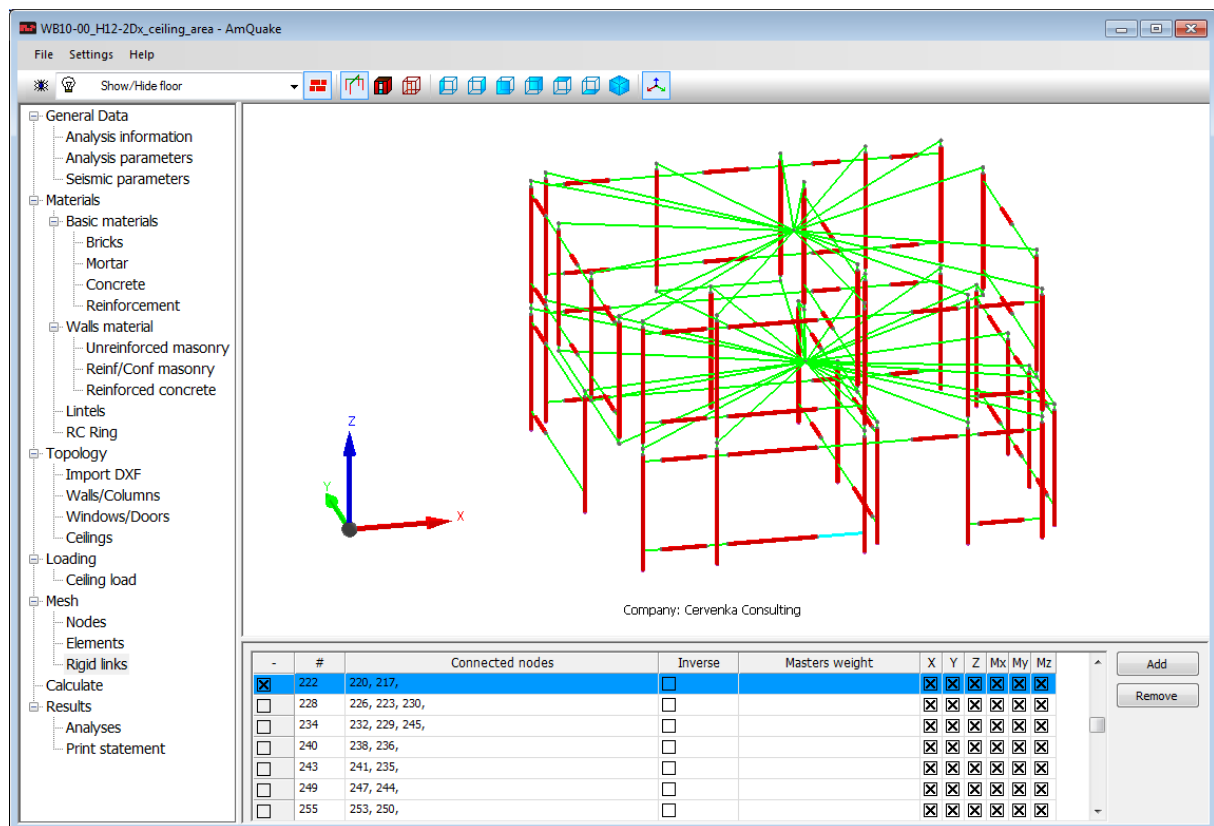 WB10-00_H12-2Dx_ceiling_area - AmQuake
File Settings Help
Show/Hide floor
General Data
Analysis information
Analysis parameters
Seismic parameters
Materials
Basic materials
Bricks
Mortar
Concrete
Reinforcement
Walls material
Unreinforced masonry
Reinf/Conf masonry
Reinforced concrete
Lintels
RC Ring
Topology
Import DXF
Walls/Columns
Windows/Doors
Ceilings
Loading
Ceiling load
Mesh
Nodes
Elements
Rigid links
Calculate
Results
Analyses
Print statement
Z
Y
X
Company: Cervenka Consulting
- # Connected nodes Inverse Masters weight X Y Z Mx My Mz
222 220, 217,
228 226, 223, 230,
234 232, 229, 245,
240 238, 236,
243 241, 235,
249 247, 244,
255 253, 250,
Add
Remove